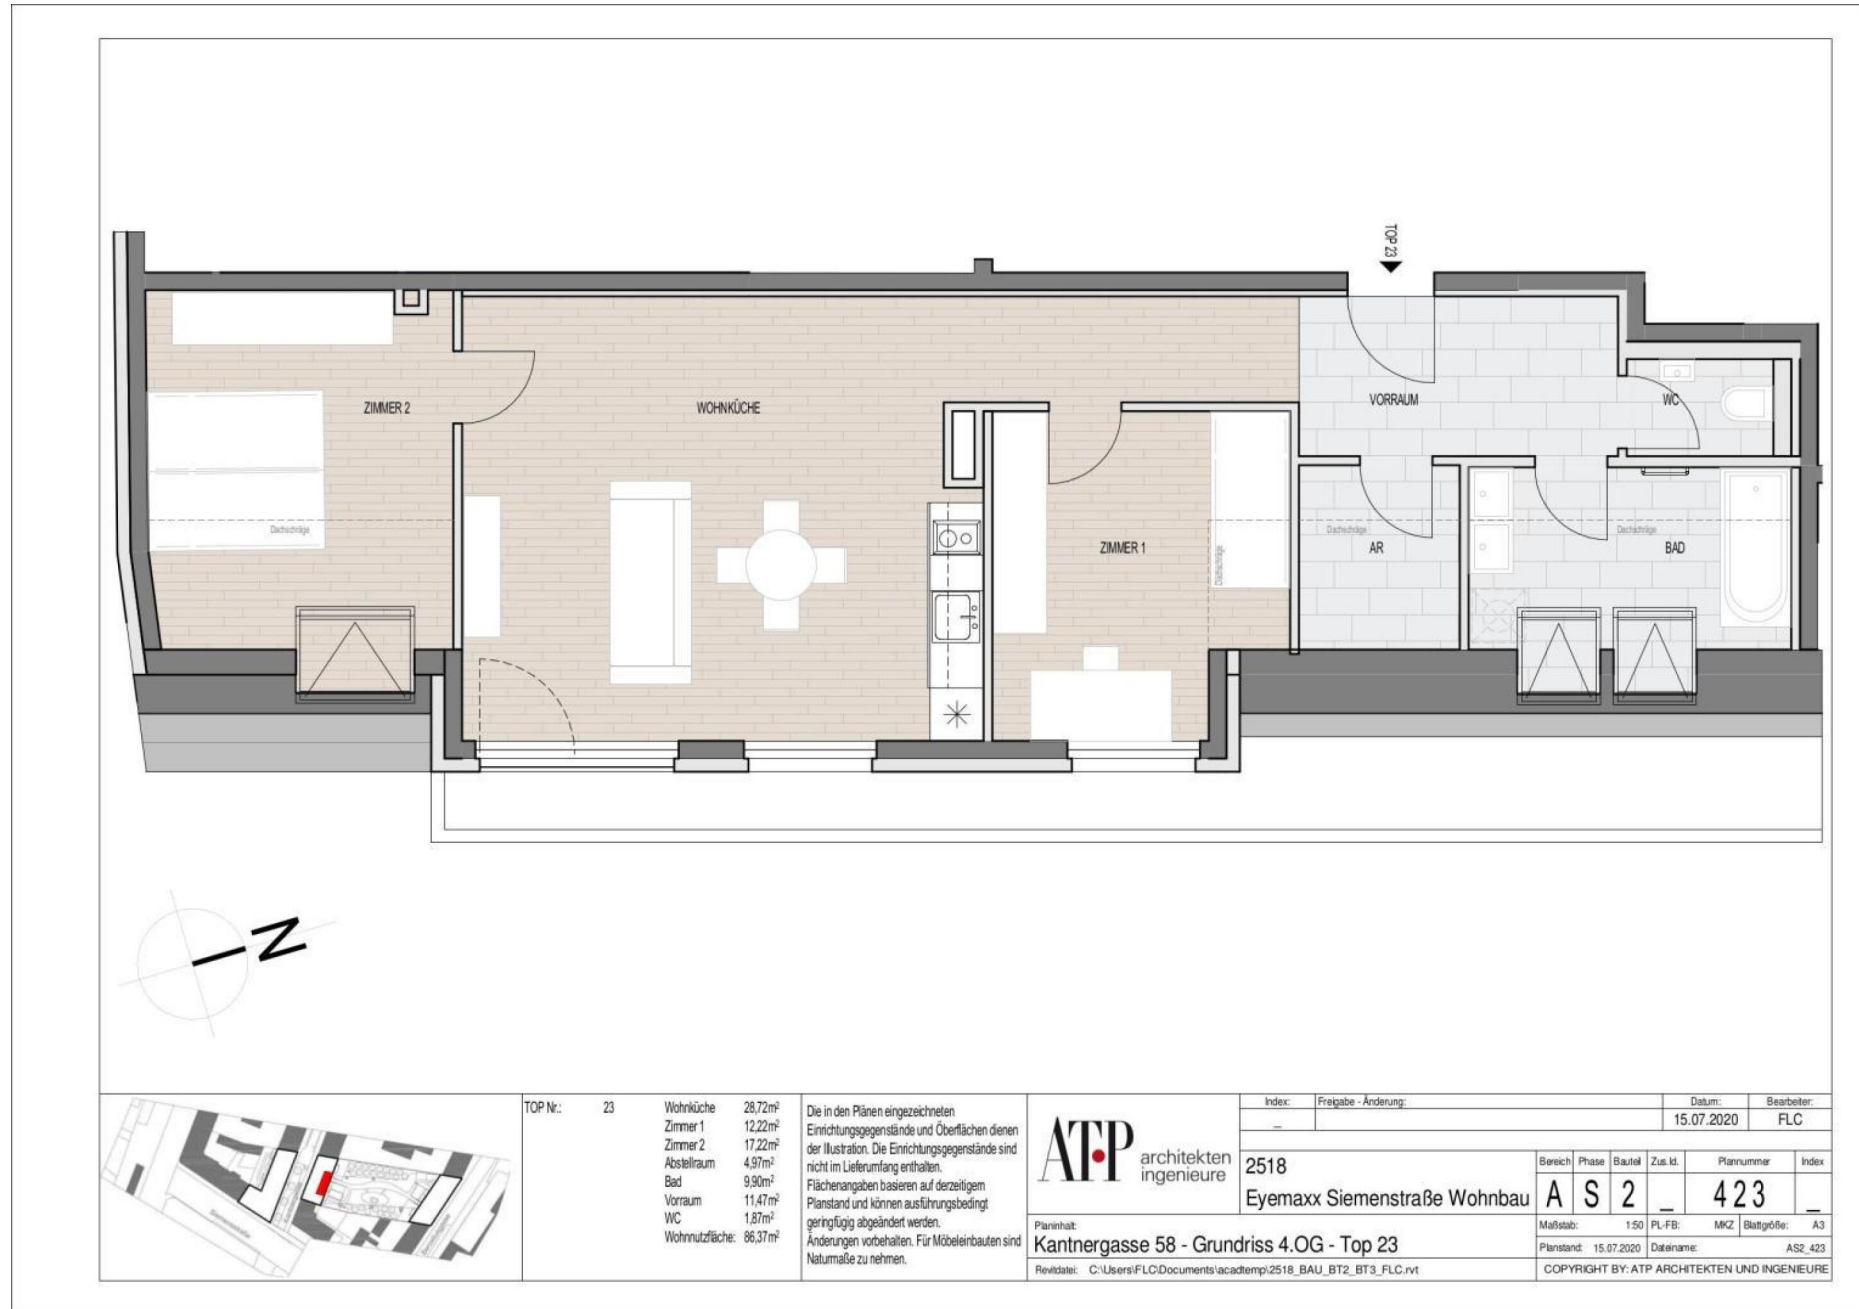 TOP 23
ZIMMER 2
WOHNKÜCHE
VORRAUM
WC
Dachschräge
ZIMMER 1
Dachschräge
Dachschräge
AR
Dachschräge
BAD
N
TOP Nr.: 23
Wohnküche 28,72m²
Zimmer 1 12,22m²
Zimmer 2 17,22m²
Abstellraum 4,97m²
Bad 9,90m²
Vorraum 11,47m²
WC 1,87m²
Wohnnutzfläche: 86,37m²
Die in den Plänen eingezeichneten
Einrichtungsgegenstände und Oberflächen dienen
der Illustration. Die Einrichtungsgegenstände sind
nicht im Lieferumfang enthalten.
Flächenangaben basieren auf derzeitigem
Planstand und können ausführungsbedingt
geringfügig abgeändert werden.
Änderungen vorbehalten. Für Möbeleinbauten sind
Naturmaße zu nehmen.
ATP architekten
ingenieure
Index: Freigabe - Änderung: Datum: Bearbeiter:
_ 15.07.2020 FLC
2518
Eyemaxx Siemenstraße Wohnbau
Bereich Phase Bauteil Zus.Id. Plannummer Index
A S 2 _ 423 _
Planinhalt:
Kantnergasse 58 - Grundriss 4.OG - Top 23
Maßstab: 1:50 PL-FB: MKZ Blattgröße: A3
Planstand: 15.07.2020 Dateiname: AS2_423
Revitdatei: C:\Users\FLC\Documents\acadtemp\2518_BAU_BT2_BT3_FLC.rvt
COPYRIGHT BY: ATP ARCHITEKTEN UND INGENIEURE